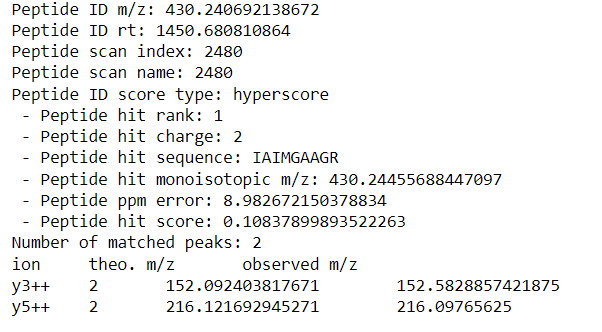 Peptide ID m/z: 430.240692138672
Peptide ID rt: 1450.680810864
Peptide scan index: 2480
Peptide scan name: 2480
Peptide ID score type: hyperscore
 - Peptide hit rank: 1
 - Peptide hit charge: 2
 - Peptide hit sequence: IAIMGAAGR
 - Peptide hit monoisotopic m/z: 430.24455688447097
 - Peptide ppm error: 8.982672150378834
 - Peptide hit score: 0.10837899893522263
Number of matched peaks: 2
ion theo. m/z observed m/z
y3++ 2 152.092403817671 152.5828857421875
y5++ 2 216.121692945271 216.09765625